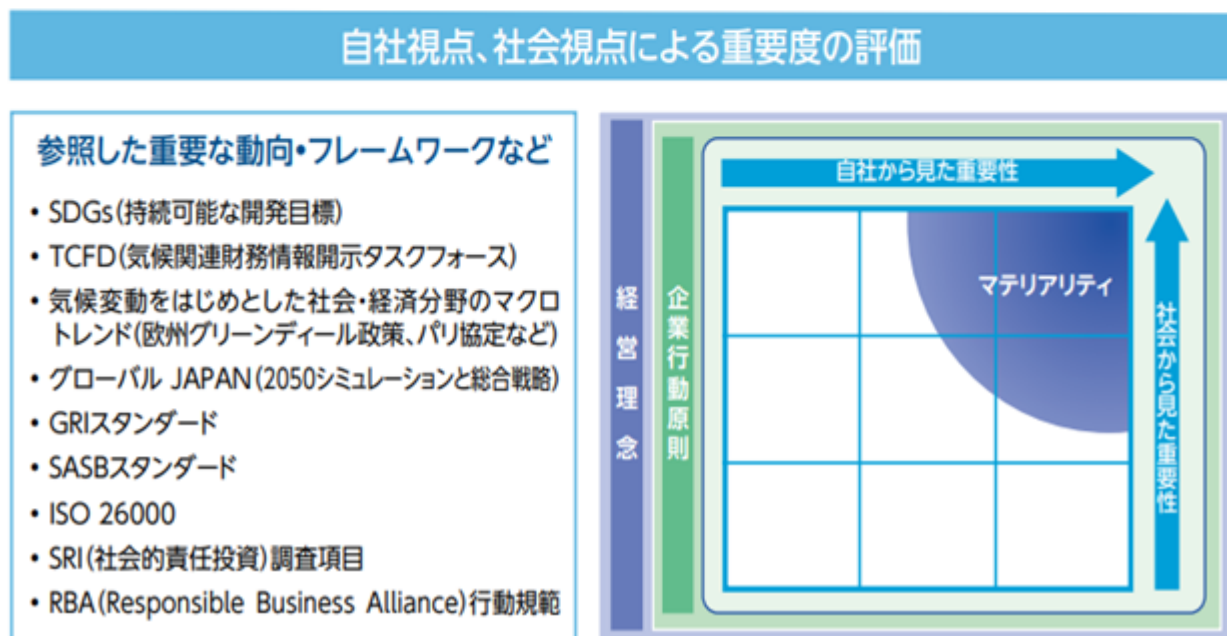 自社視点、社会視点による重要度の評価
参照した重要な動向・フレームワークなど
• SDGs(持続可能な開発目標)
• TCFD(気候関連財務情報開示タスクフォース)
• 気候変動をはじめとした社会・経済分野のマクロ
トレンド(欧州グリーンディール政策、パリ協定など)
• グローバル JAPAN(2050シミュレーションと総合戦略)
• GRIスタンダード
• SASBスタンダード
• ISO 26000
• SRI(社会的責任投資)調査項目
• RBA(Responsible Business Alliance)行動規範
経営理念
企業行動原則
自社から見た重要性
マテリアリティ
社会から見た重要性